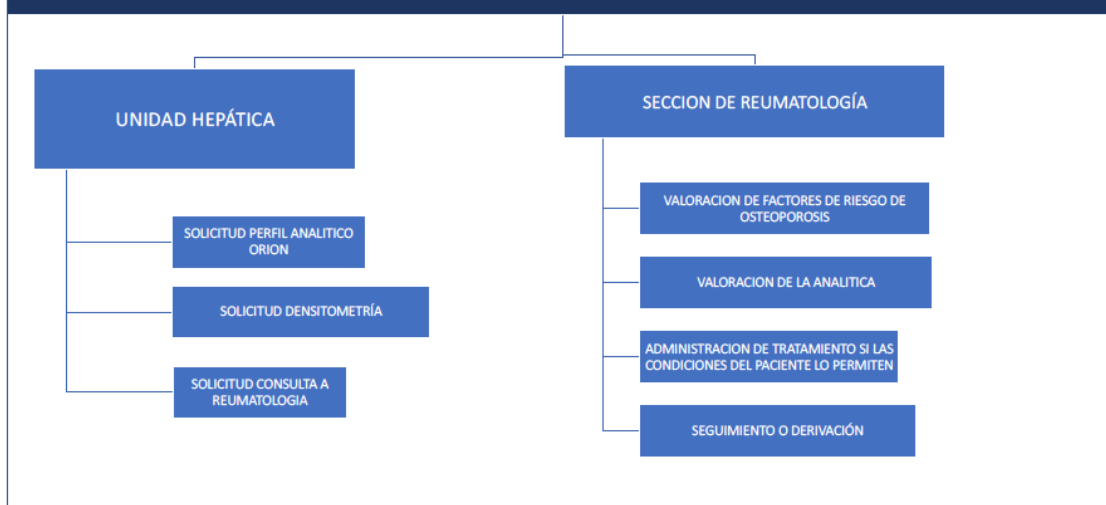 UNIDAD HEPÁTICA
SOLICITUD PERFIL ANALITICO
ORION
SOLICITUD DENSITOMETRÍA
SOLICITUD CONSULTA A
REUMATOLOGIA
SECCION DE REUMATOLOGÍA
VALORACION DE FACTORES DE RIESGO DE
OSTEOPOROSIS
VALORACION DE LA ANALITICA
ADMINISTRACION DE TRATAMIENTO SI LAS
CONDICIONES DEL PACIENTE LO PERMITEN
SEGUIMIENTO O DERIVACIÓN